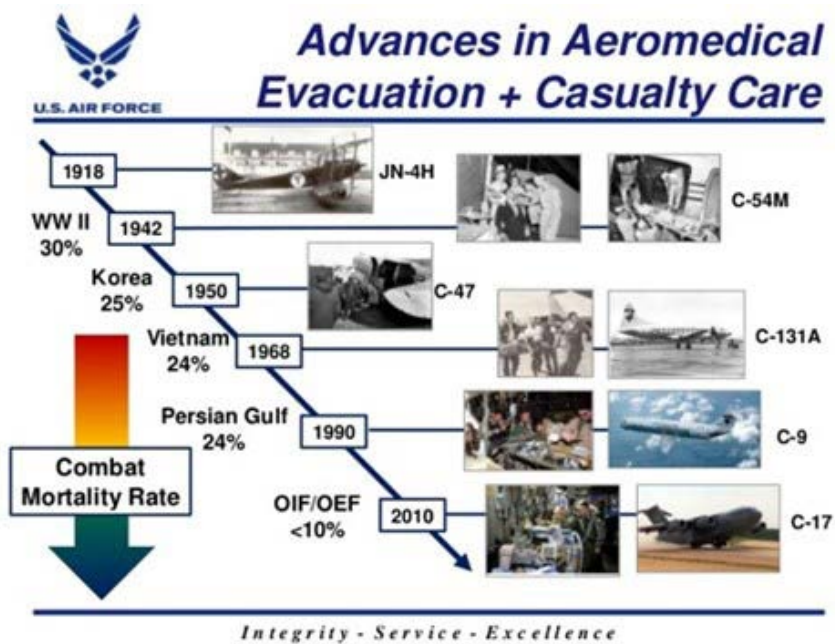 Advances in Aeromedical
Evacuation + Casualty Care
U.S. AIR FORCE
1918
JN-4H
WW II
30%
1942
C-54M
Korea
25%
1950
C-47
Vietnam
24%
1968
C-131A
Persian Gulf
24%
1990
C-9
Combat
Mortality Rate
OIF/OEF
<10%
2010
C-17
Integrity - Service - Excellence